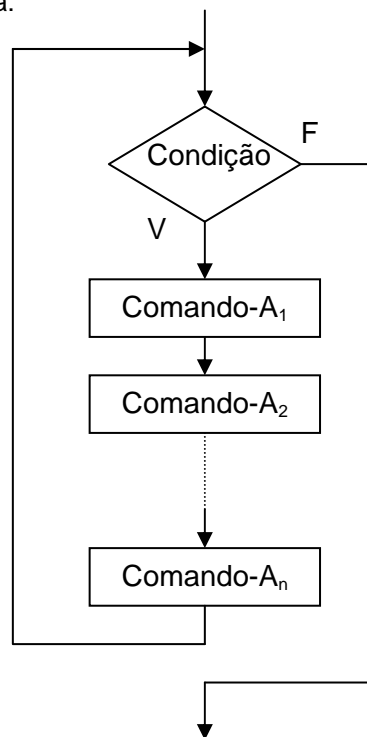 a.
Condição
F
V
Comando-A₁
Comando-A₂
Comando-Aₙ